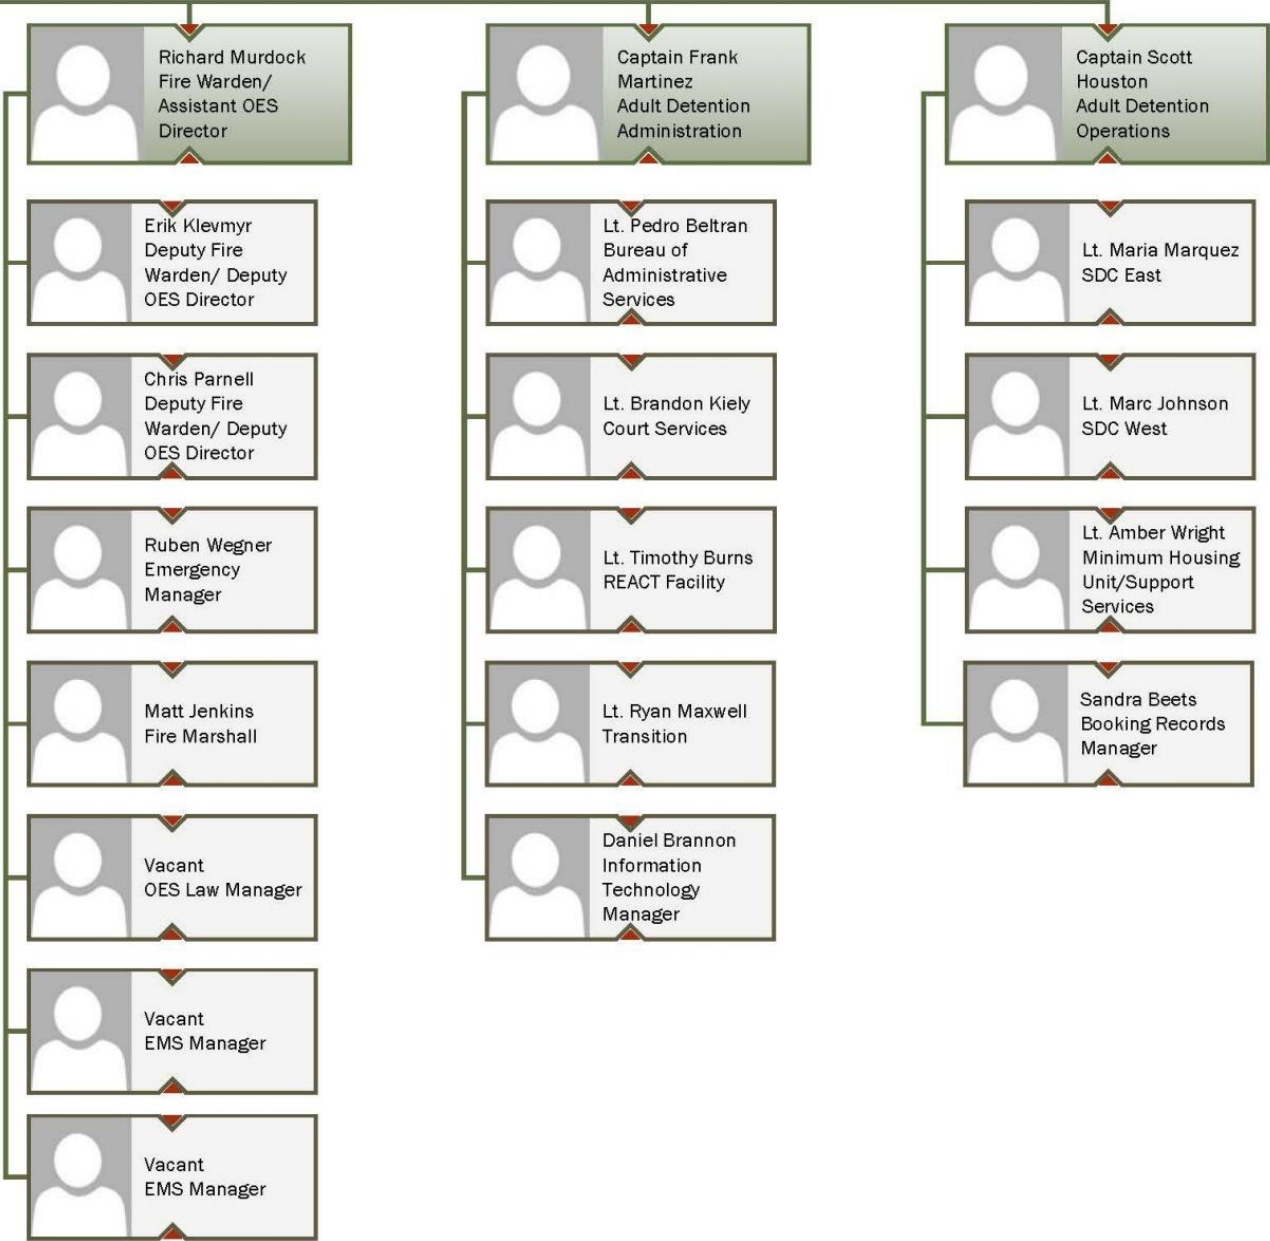 Richard Murdock
Fire Warden/
Assistant OES
Director
Erik Klevmyr
Deputy Fire
Warden/ Deputy
OES Director
Chris Parnell
Deputy Fire
Warden/ Deputy
OES Director
Ruben Wegner
Emergency
Manager
Matt Jenkins
Fire Marshall
Vacant
OES Law Manager
Vacant
EMS Manager
Vacant
EMS Manager
Captain Frank
Martinez
Adult Detention
Administration
Lt. Pedro Beltran
Bureau of
Administrative
Services
Lt. Brandon Kiely
Court Services
Lt. Timothy Burns
REACT Facility
Lt. Ryan Maxwell
Transition
Daniel Brannon
Information
Technology
Manager
Captain Scott
Houston
Adult Detention
Operations
Lt. Maria Marquez
SDC East
Lt. Marc Johnson
SDC West
Lt. Amber Wright
Minimum Housing
Unit/Support
Services
Sandra Beets
Booking Records
Manager